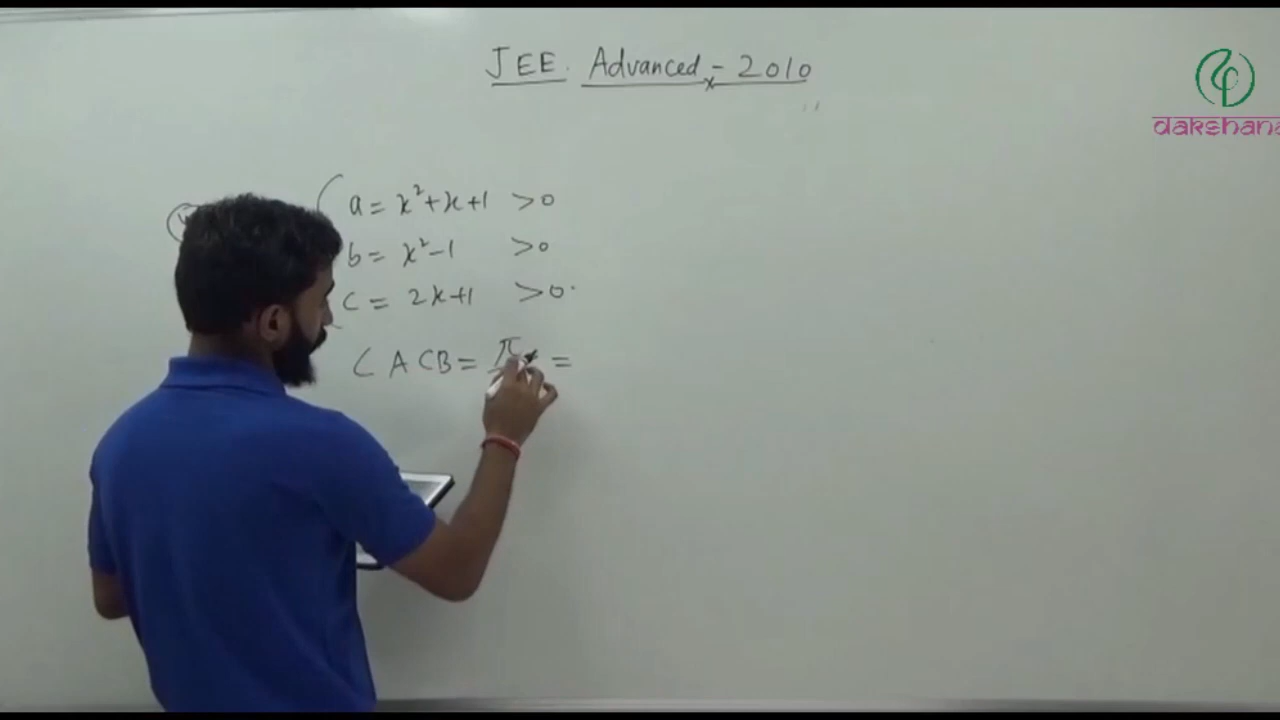 JEE. Advanced - 2010
dakshana
a = x²+x+1 >0
b = x²-1 >0
c = 2x+1 >0.
∠ ACB = π =